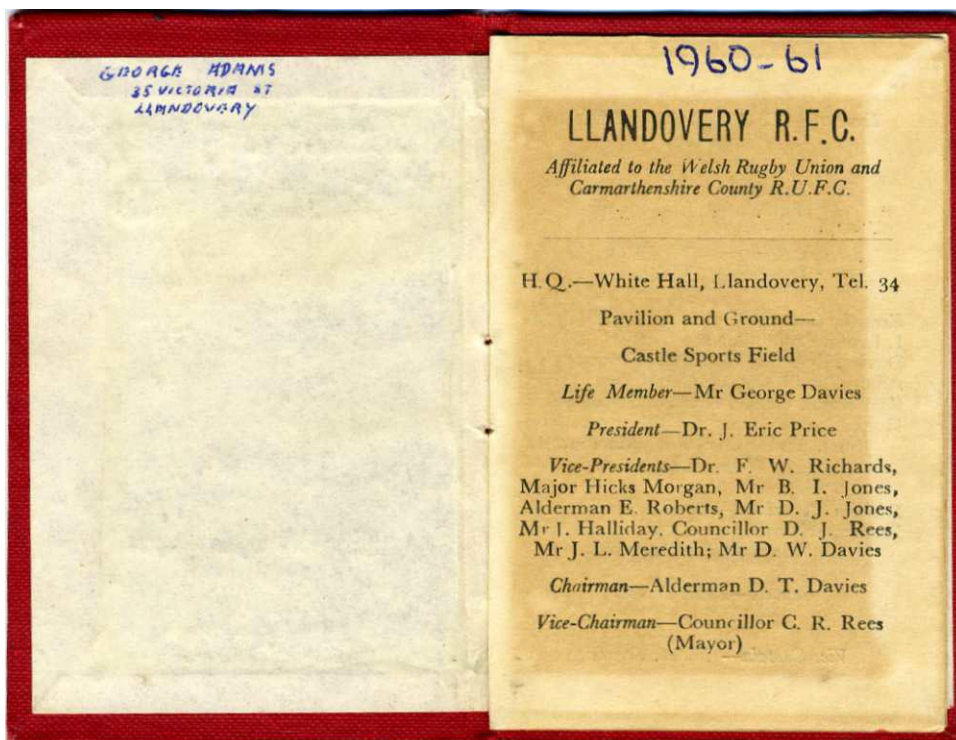 GEORGE ADAMS
35 VICTORIA ST
LLANDOVERY
1960-61
LLANDOVERY R.F.C.
Affiliated to the Welsh Rugby Union and
Carmarthenshire County R.U.F.C.
H.Q.—White Hall, Llandovery, Tel. 34
Pavilion and Ground—
Castle Sports Field
Life Member—Mr George Davies
President—Dr. J. Eric Price
Vice-Presidents—Dr. F. W. Richards,
Major Hicks Morgan, Mr B. I. Jones,
Alderman E. Roberts, Mr D. J. Jones,
Mr J. Halliday, Councillor D. J. Rees,
Mr J. L. Meredith; Mr D. W. Davies
Chairman—Alderman D. T. Davies
Vice-Chairman—Councillor C. R. Rees
(Mayor)